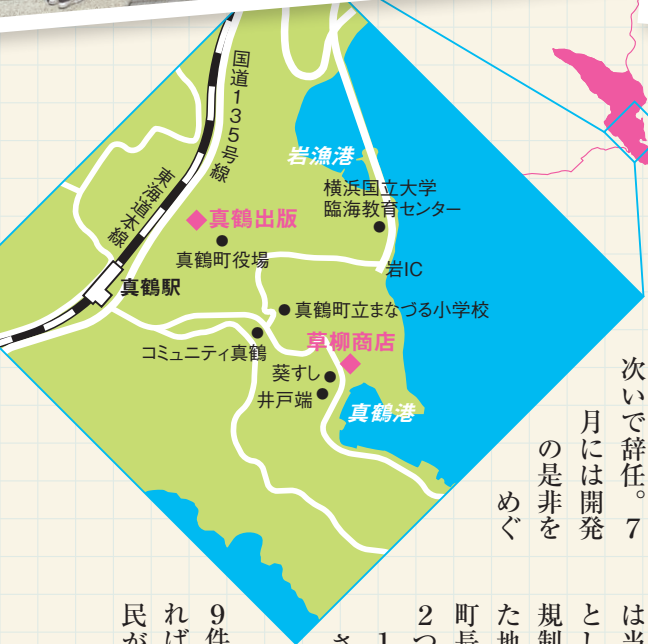 国道135号線
東海道本線
岩漁港
横浜国立大学
臨海教育センター
真鶴出版
真鶴町役場
岩IC
真鶴駅
真鶴町立まなづる小学校
コミュニティ真鶴
草柳商店
葵すし
井戸端
真鶴港
次いで辞任。7
月には開発
の是非を
めぐ
は当
とし
規制
た地
町長
2つ
1
さ
9件
れば
民が